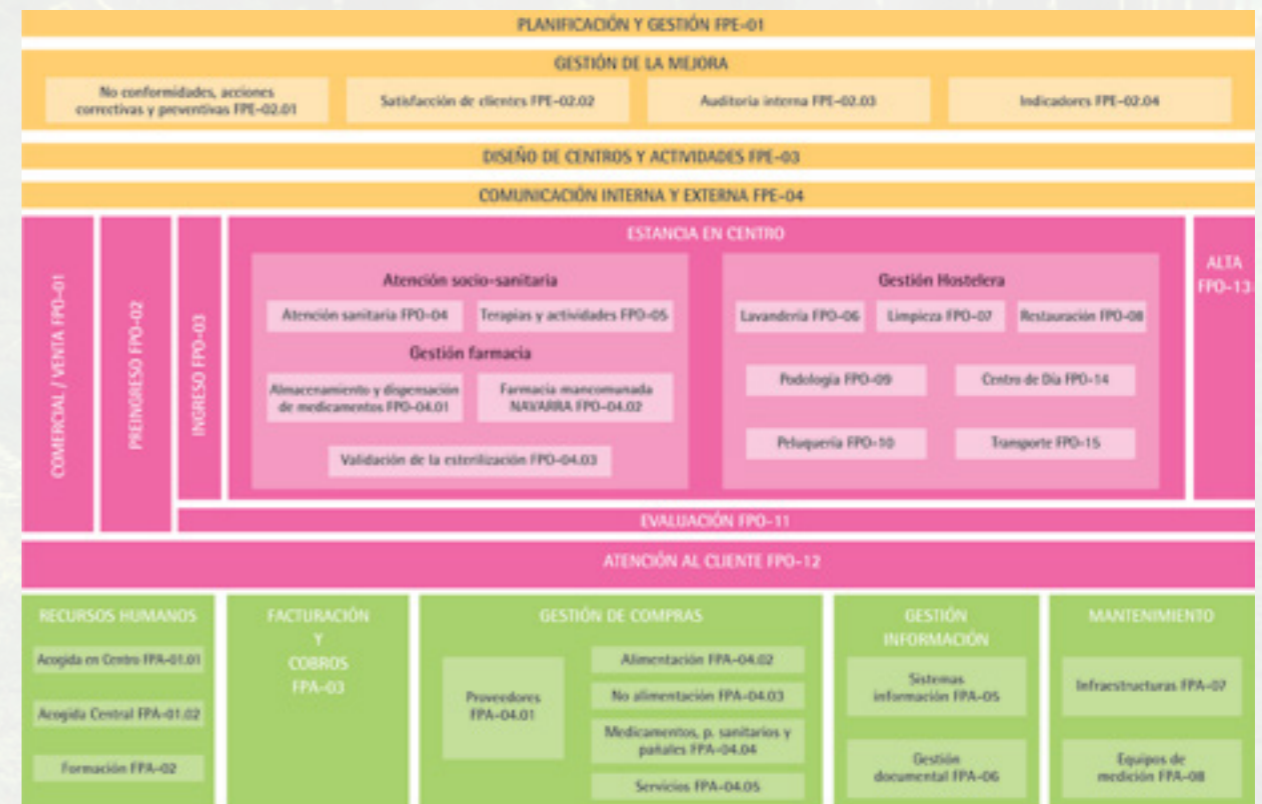 PLANIFICACIÓN Y GESTIÓN FPE-01
GESTIÓN DE LA MEJORA
No conformidades, acciones
correctivas y preventivas FPE-02.01
Satisfacción de clientes FPE-02.02
Auditoria interna FPE-02.03
Indicadores FPE-02.04
DISEÑO DE CENTROS Y ACTIVIDADES FPE-03
COMUNICACIÓN INTERNA Y EXTERNA FPE-04
COMERCIAL / VENTA FPO-01
PREINGRESO FPO-02
INGRESO FPO-03
ESTANCIA EN CENTRO
Atención socio-sanitaria
Atención sanitaria FPO-04
Terapias y actividades FPO-05
Gestión farmacia
Almacenamiento y dispensación
de medicamentos FPO-04.01
Farmacia mancomunada
NAVARRA FPO-04.02
Validación de la esterilización FPO-04.03
Gestión Hostelera
Lavandería FPO-06
Limpieza FPO-07
Restauración FPO-08
Podología FPO-09
Centro de Día FPO-14
Peluquería FPO-10
Transporte FPO-15
ALTA
FPO-13
EVALUACIÓN FPO-11
ATENCIÓN AL CLIENTE FPO-12
RECURSOS HUMANOS
Acogida en Centro FPA-01.01
Acogida Central FPA-01.02
Formación FPA-02
FACTURACIÓN
Y
COBROS
FPA-03
GESTIÓN DE COMPRAS
Proveedores
FPA-04.01
Alimentación FPA-04.02
No alimentación FPA-04.03
Medicamentos, p. sanitarios y
pañales FPA-04.04
Servicios FPA-04.05
GESTIÓN
INFORMACIÓN
Sistemas
información FPA-05
Gestión
documental FPA-06
MANTENIMIENTO
Infraestructuras FPA-07
Equipos de
medición FPA-08